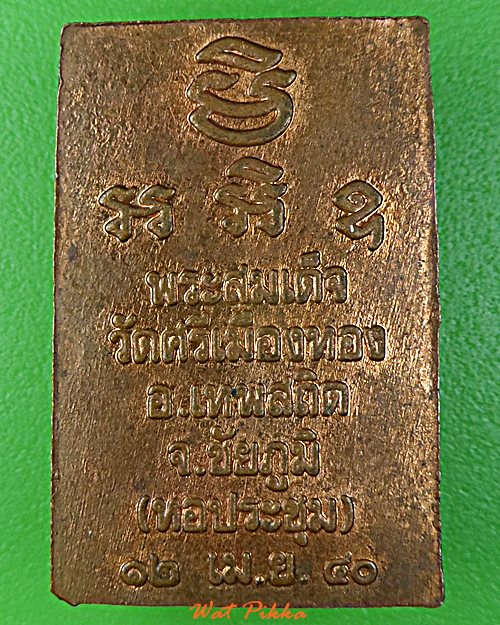 พระสมเด็จ
วัดศรีเมืองทอง
อ.เทพสถิต
จ.ชัยภูมิ
(หอประชุม)
๑๒ เม.ย. ๔๐
Wat Pikka